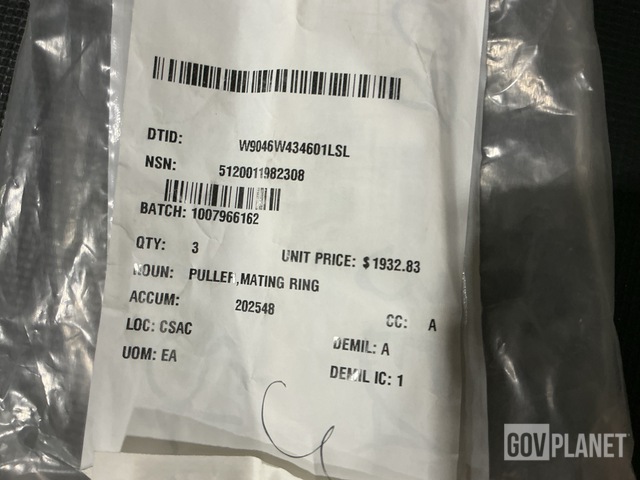 DTID: W9046W434601LSL
NSN: 5120011982308
BATCH: 1007966162
QTY: 3 UNIT PRICE: $1932.83
NOUN: PULLER,MATING RING
ACCUM: 202548
CC: A
LOC: CSAC DEMIL: A
UOM: EA DEMIL IC: 1
GOVPLANET